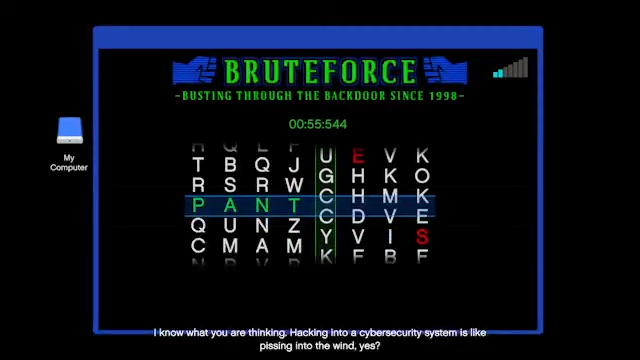 BRUTEFORCE
-BUSTING THROUGH THE BACKDOOR SINCE 1998-
00:55:544
T B Q J U E V K
R S R W G H K O
P A N T C H M K
Q U N Z C D V E
C M A M Y V I S
K
My
Computer
I know what you are thinking. Hacking into a cybersecurity system is like
pissing into the wind, yes?